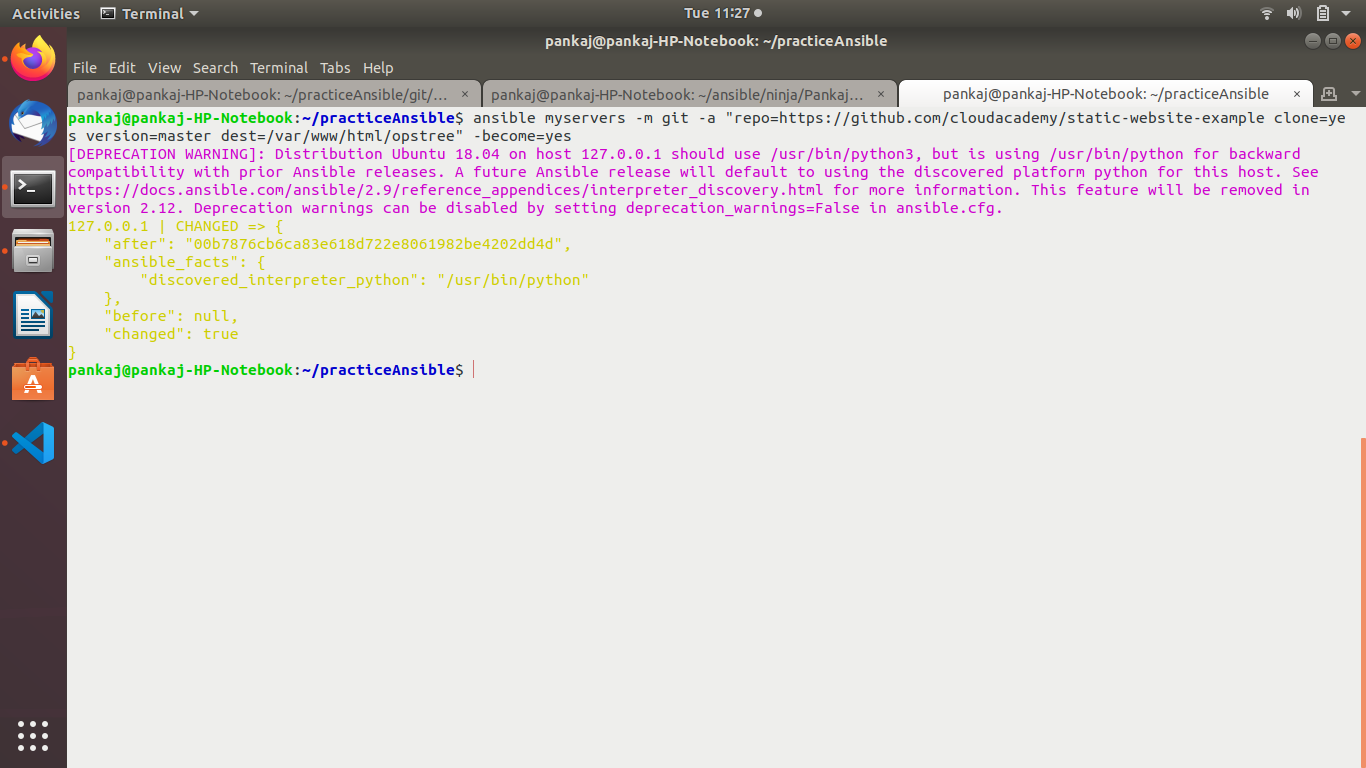 Activities Terminal Tue 11:27
pankaj@pankaj-HP-Notebook: ~/practiceAnsible
File Edit View Search Terminal Tabs Help
pankaj@pankaj-HP-Notebook: ~/practiceAnsible/git/... × pankaj@pankaj-HP-Notebook: ~/ansible/ninja/Pankaj... × pankaj@pankaj-HP-Notebook: ~/practiceAnsible ×
pankaj@pankaj-HP-Notebook:~/practiceAnsible$ ansible myservers -m git -a "repo=https://github.com/cloudacademy/static-website-example clone=ye
s version=master dest=/var/www/html/opstree" -become=yes
[DEPRECATION WARNING]: Distribution Ubuntu 18.04 on host 127.0.0.1 should use /usr/bin/python3, but is using /usr/bin/python for backward
compatibility with prior Ansible releases. A future Ansible release will default to using the discovered platform python for this host. See
https://docs.ansible.com/ansible/2.9/reference_appendices/interpreter_discovery.html for more information. This feature will be removed in
version 2.12. Deprecation warnings can be disabled by setting deprecation_warnings=False in ansible.cfg.
127.0.0.1 | CHANGED => {
    "after": "00b7876cb6ca83e618d722e8061982be4202dd4d",
    "ansible_facts": {
        "discovered_interpreter_python": "/usr/bin/python"
    },
    "before": null,
    "changed": true
}
pankaj@pankaj-HP-Notebook:~/practiceAnsible$